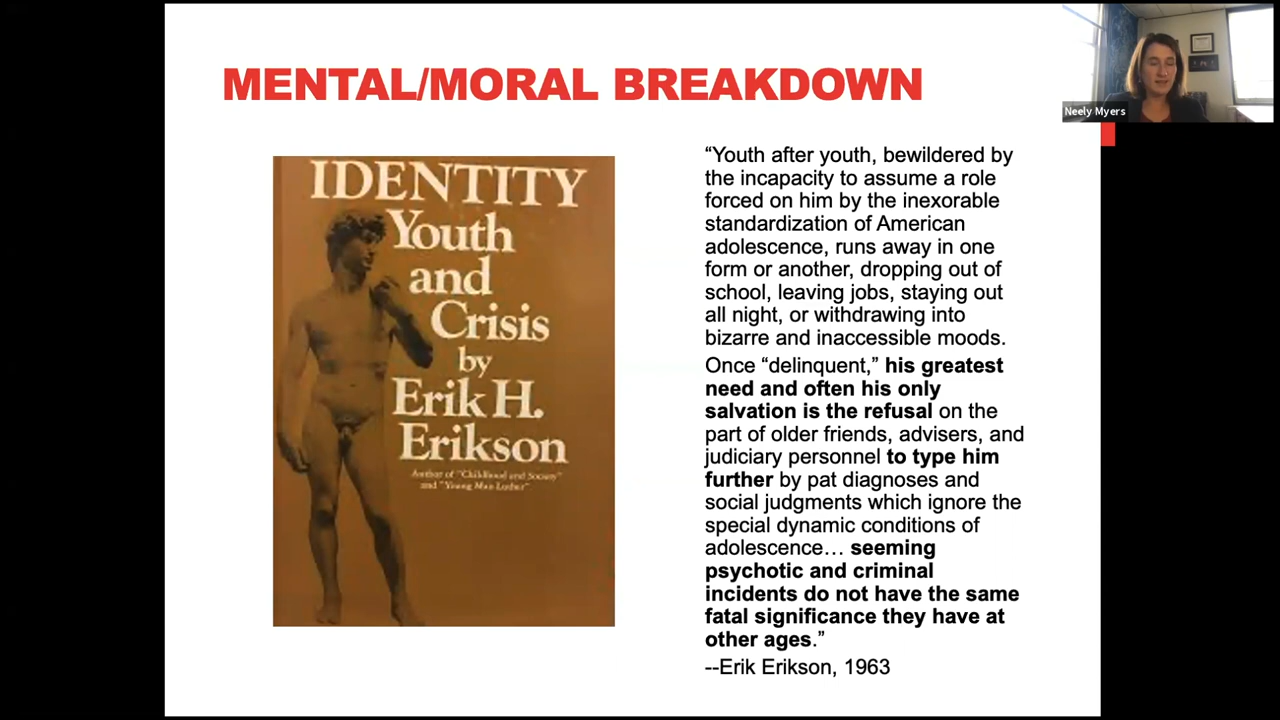 MENTAL/MORAL BREAKDOWN
Neely Myers
IDENTITY
Youth
and
Crisis
by
Erik H.
Erikson
Author of "Childhood and Society"
and "Young Man Luther"
“Youth after youth, bewildered by
the incapacity to assume a role
forced on him by the inexorable
standardization of American
adolescence, runs away in one
form or another, dropping out of
school, leaving jobs, staying out
all night, or withdrawing into
bizarre and inaccessible moods.
Once “delinquent,” his greatest
need and often his only
salvation is the refusal on the
part of older friends, advisers, and
judiciary personnel to type him
further by pat diagnoses and
social judgments which ignore the
special dynamic conditions of
adolescence… seeming
psychotic and criminal
incidents do not have the same
fatal significance they have at
other ages.”
--Erik Erikson, 1963